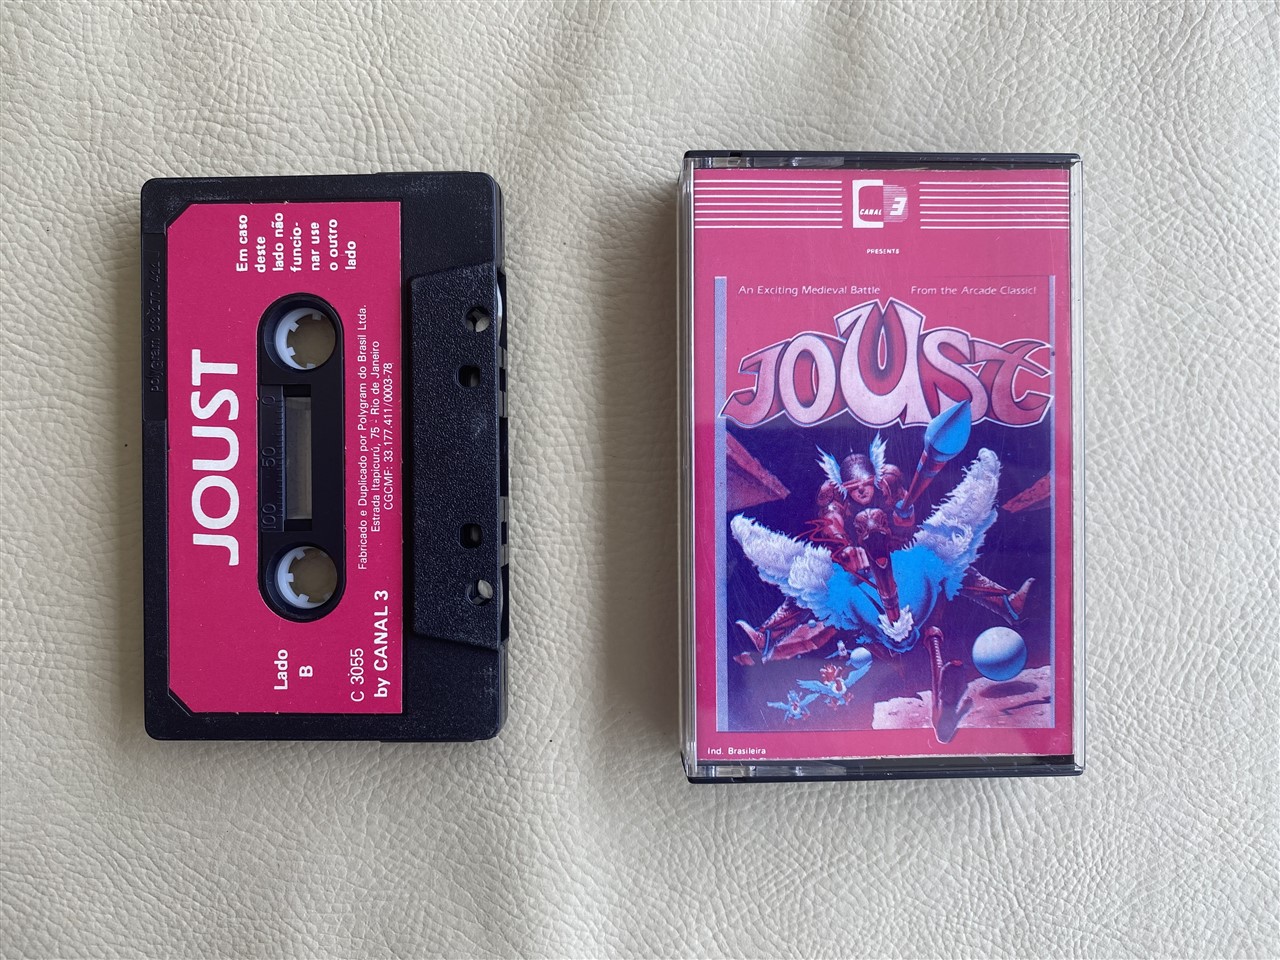 JOUST
Em caso
deste
lado não
funcio-
nar use
o outro
lado
Lado
B
Fabricado e Duplicado por Polygram do Brasil Ltda.
Estrada Itapicurú, 75 - Rio de Janeiro
CGCMF: 33.177.411/0003-78
C 3055
by CANAL 3
100 50 0
CANAL 3
PRESENTS
An Exciting Medieval Battle From the Arcade Classic!
JOUST
Ind. Brasileira